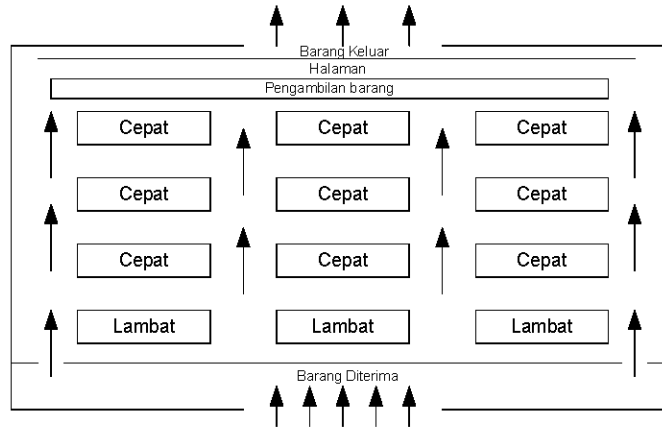 Barang Keluar
Halaman
Pengambilan barang
Cepat Cepat Cepat
Cepat Cepat Cepat
Cepat Cepat Cepat
Lambat Lambat Lambat
Barang Diterima